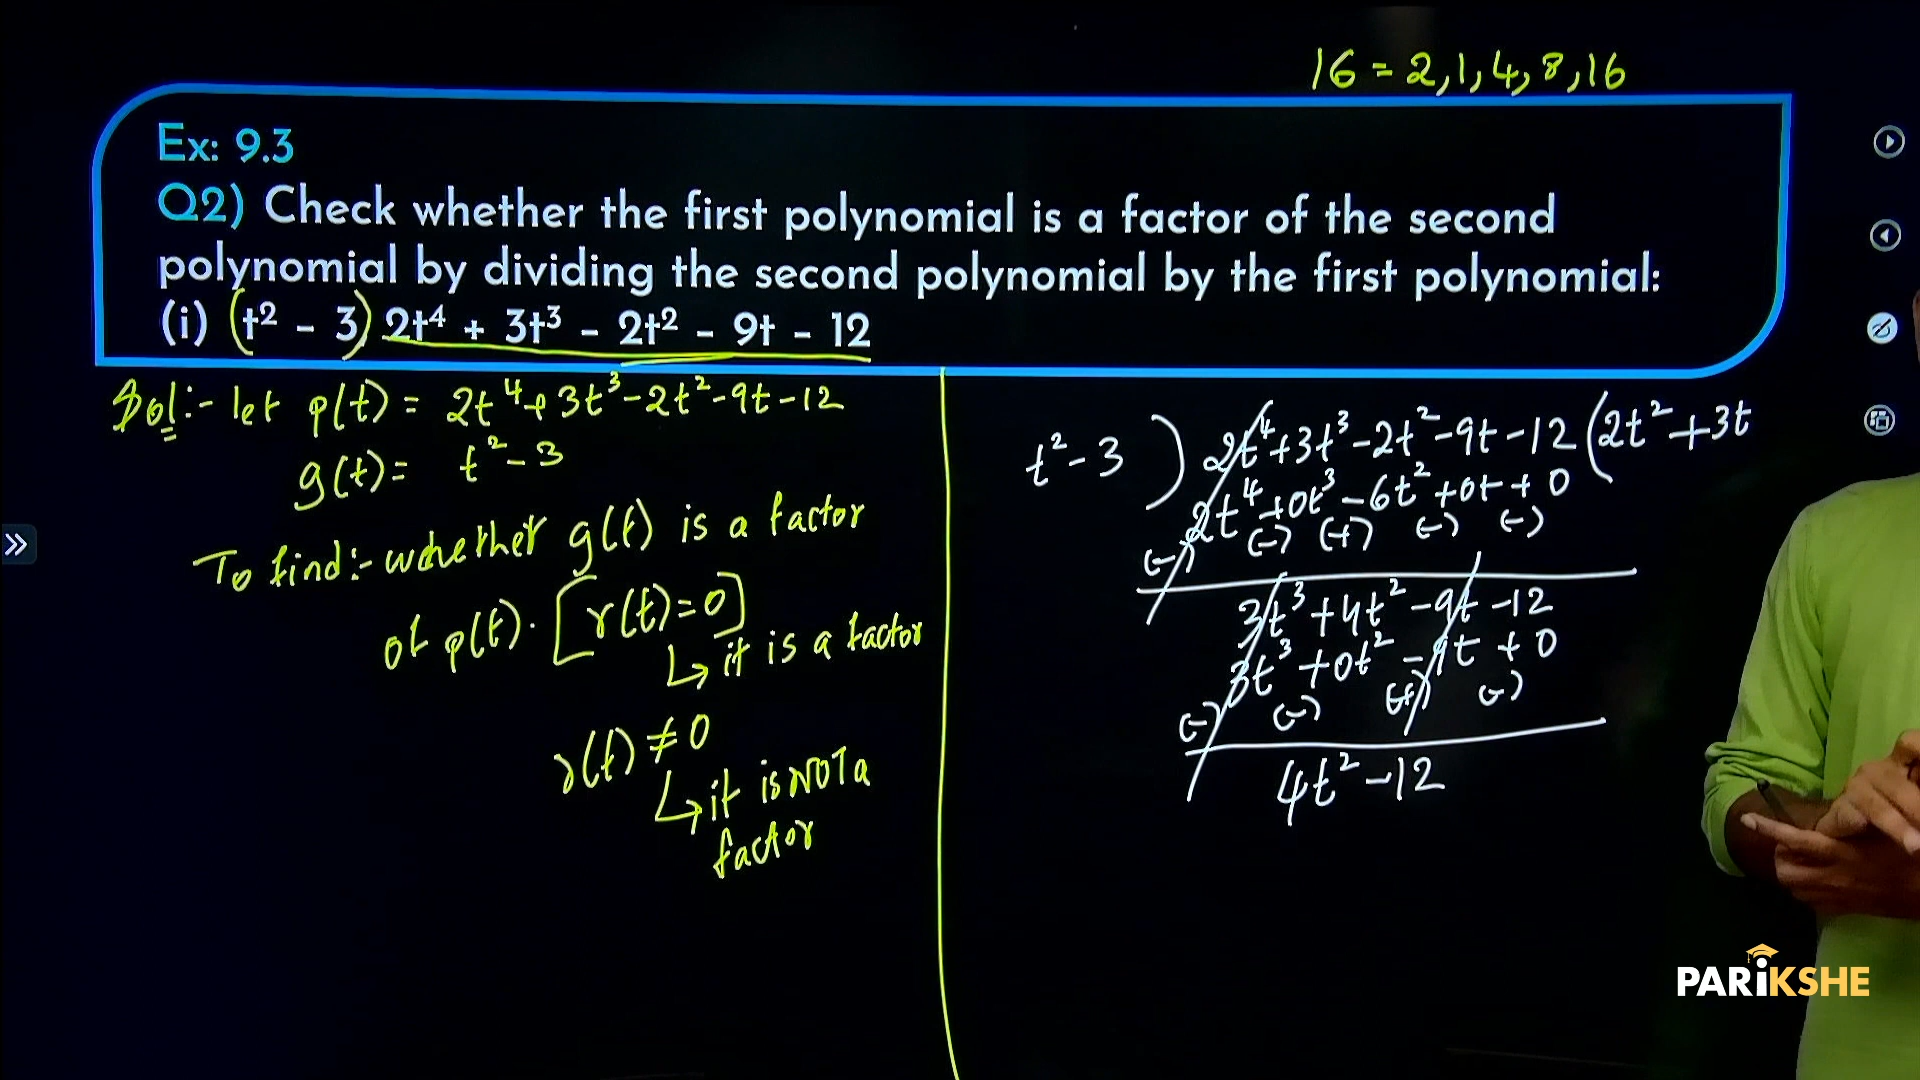 16 = 2,1,4,8,16
Ex: 9.3
Q2) Check whether the first polynomial is a factor of the second
polynomial by dividing the second polynomial by the first polynomial:
(i) (t² - 3) 2t⁴ + 3t³ - 2t² - 9t - 12
Sol:- let p(t) = 2t⁴+3t³-2t²-9t-12
g(t)= t²-3
To find:- whether g(t) is a factor
of p(t). [r(t)=0]
↳ it is a factor
r(t) ≠ 0
↳ it is NOT a
factor
t²-3 ) 2t⁴+3t³-2t²-9t-12 (2t²+3t
2t⁴+0t³-6t²+0t+0
(-) (-) (+) (-) (-)
3t³+4t²-9t-12
3t³+0t²-9t+0
(-) (-) (+) (-)
4t²-12
PARiKSHE